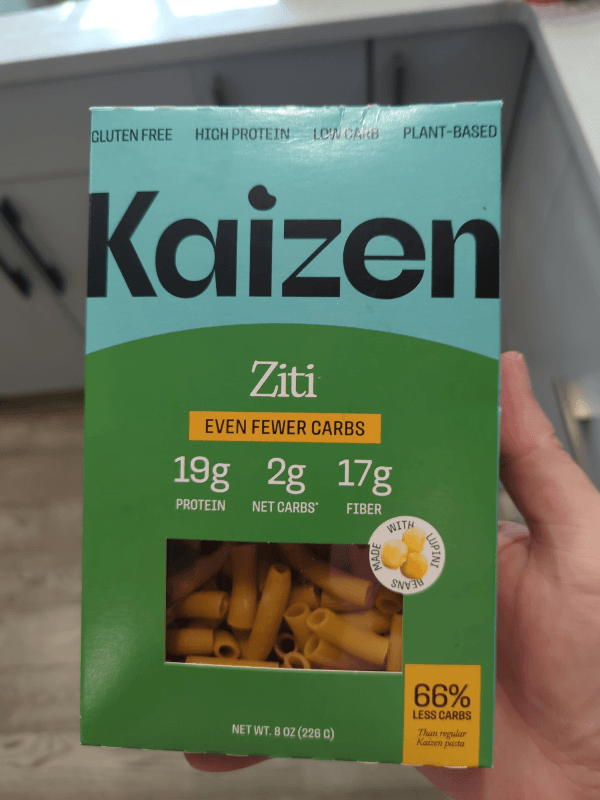 GLUTEN FREE HIGH PROTEIN LOW CARB PLANT-BASED
Kaizen
Ziti
EVEN FEWER CARBS
19g 2g 17g
PROTEIN NET CARBS* FIBER
MADE WITH LUPINI BEANS
66%
LESS CARBS
Than regular
Kaizen pasta
NET WT. 8 OZ (226 G)